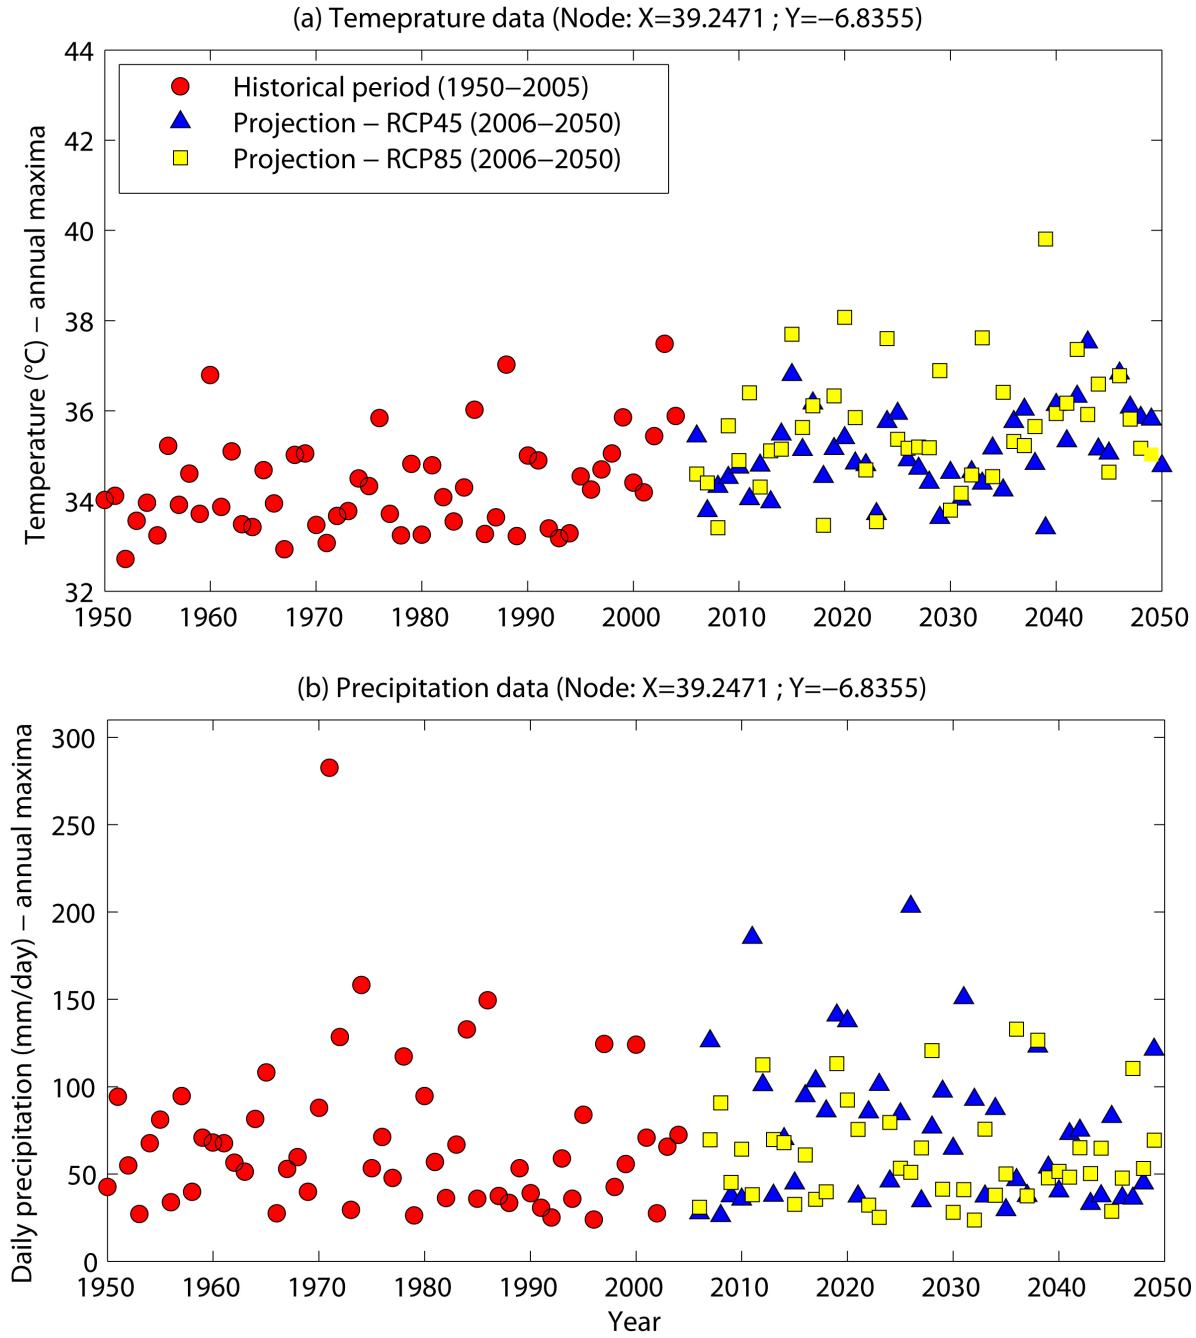 (a) Temeprature data (Node: X=39.2471 ; Y=−6.8355)
Temperature (°C) − annual maxima
44
42
40
38
36
34
32
Historical period (1950−2005)
Projection − RCP45 (2006−2050)
Projection − RCP85 (2006−2050)
1950 1960 1970 1980 1990 2000 2010 2020 2030 2040 2050
(b) Precipitation data (Node: X=39.2471 ; Y=−6.8355)
Daily precipitation (mm/day) − annual maxima
300
250
200
150
100
50
0
1950 1960 1970 1980 1990 2000 2010 2020 2030 2040 2050
Year